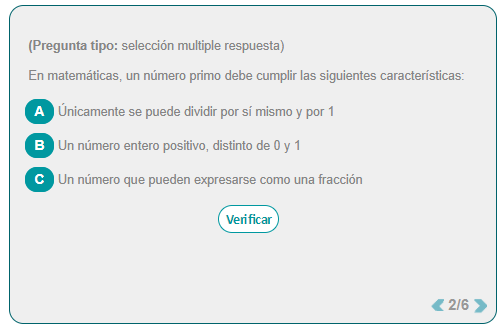 (Pregunta tipo: selección multiple respuesta)
En matemáticas, un número primo debe cumplir las siguientes características:
A Únicamente se puede dividir por sí mismo y por 1
B Un número entero positivo, distinto de 0 y 1
C Un número que pueden expresarse como una fracción
Verificar
2/6